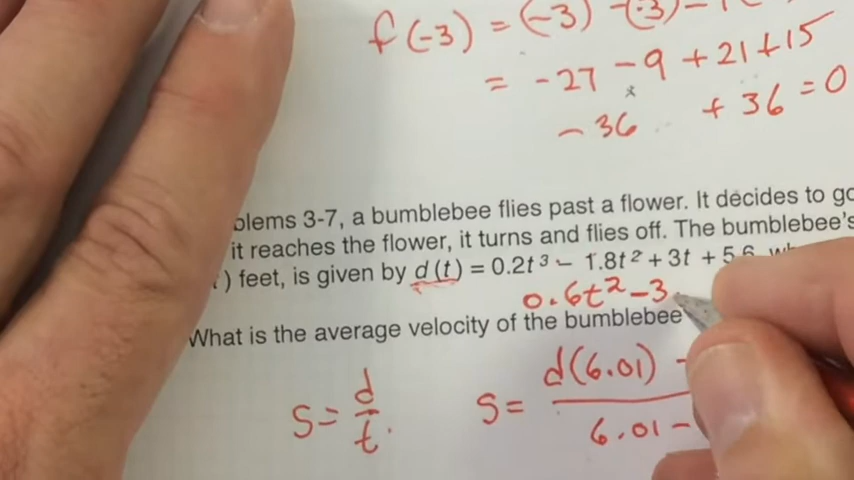 f(-3) = (-3) -(-3) -
= -27 -9 +21 +15
-36 +36 = 0
blems 3-7, a bumblebee flies past a flower. It decides to go
it reaches the flower, it turns and flies off. The bumblebee's
) feet, is given by d(t) = 0.2t³ – 1.8t² + 3t + 5.6, wh
0.6t² -3
What is the average velocity of the bumblebee
S = d/t. S = d(6.01) - / 6.01 -